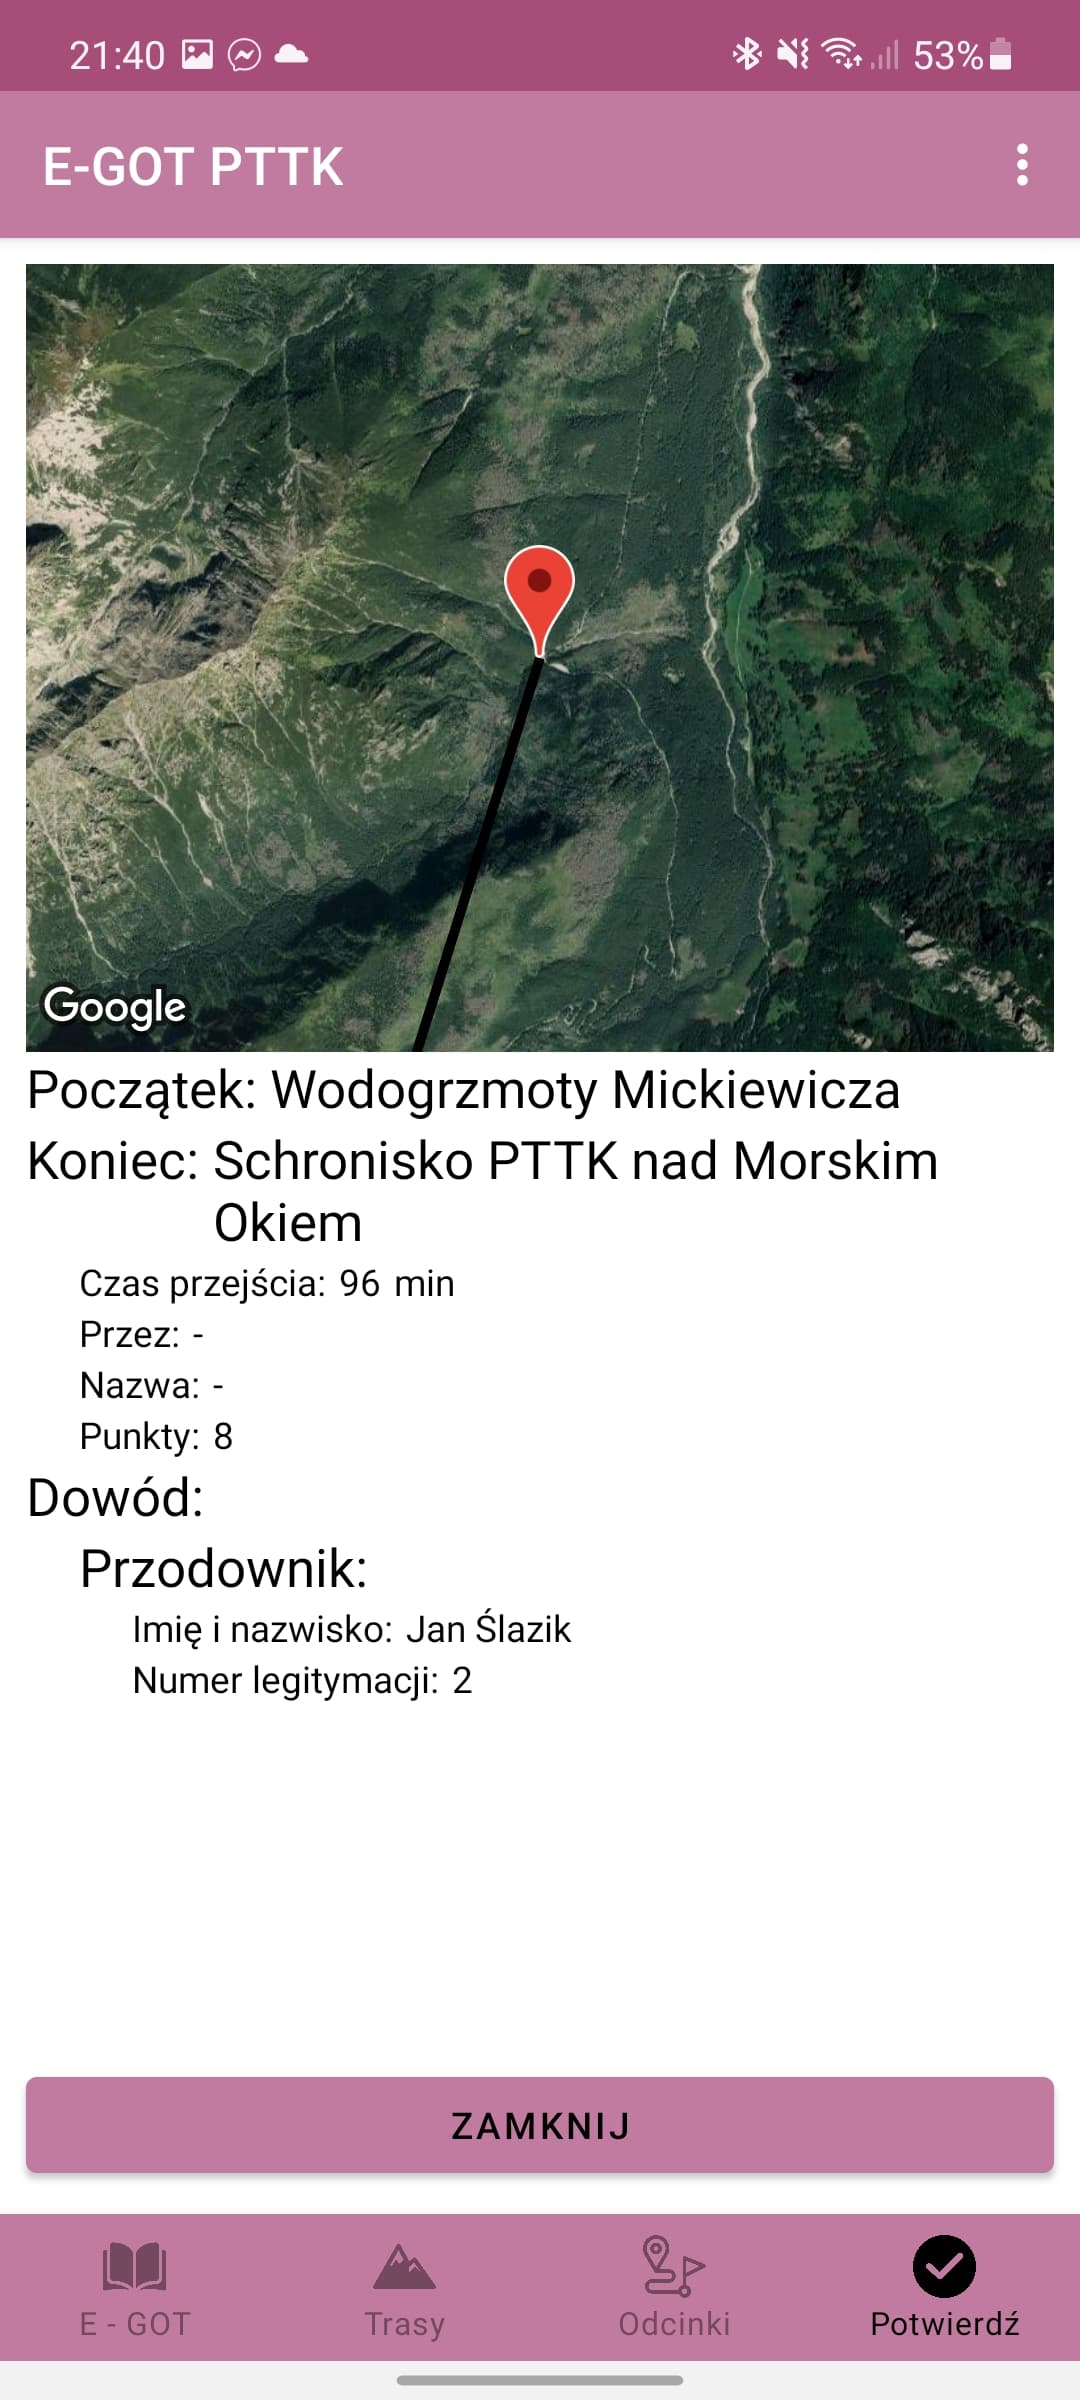 21:40 53%
E-GOT PTTK
Google
Początek: Wodogrzmoty Mickiewicza
Koniec: Schronisko PTTK nad Morskim
Okiem
Czas przejścia: 96 min
Przez: -
Nazwa: -
Punkty: 8
Dowód:
Przodownik:
Imię i nazwisko: Jan Ślazik
Numer legitymacji: 2
ZAMKNIJ
E - GOT Trasy Odcinki Potwierdź